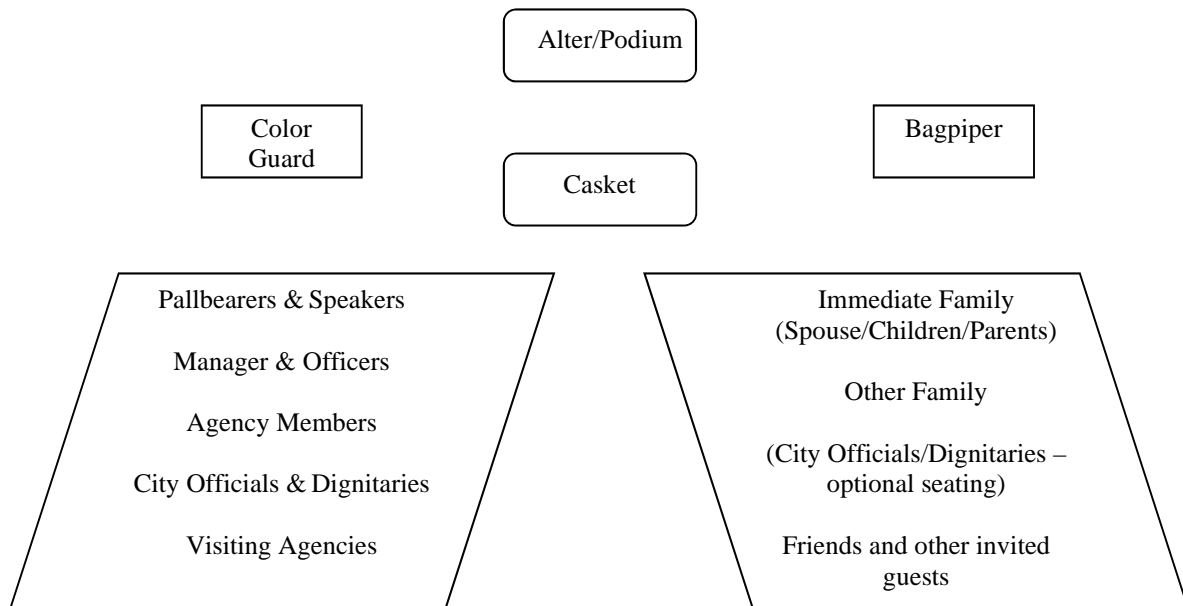 Alter/Podium
Color
Guard
Bagpiper
Casket
Pallbearers & Speakers
Manager & Officers
Agency Members
City Officials & Dignitaries
Visiting Agencies
Immediate Family
(Spouse/Children/Parents)
Other Family
(City Officials/Dignitaries –
optional seating)
Friends and other invited
guests